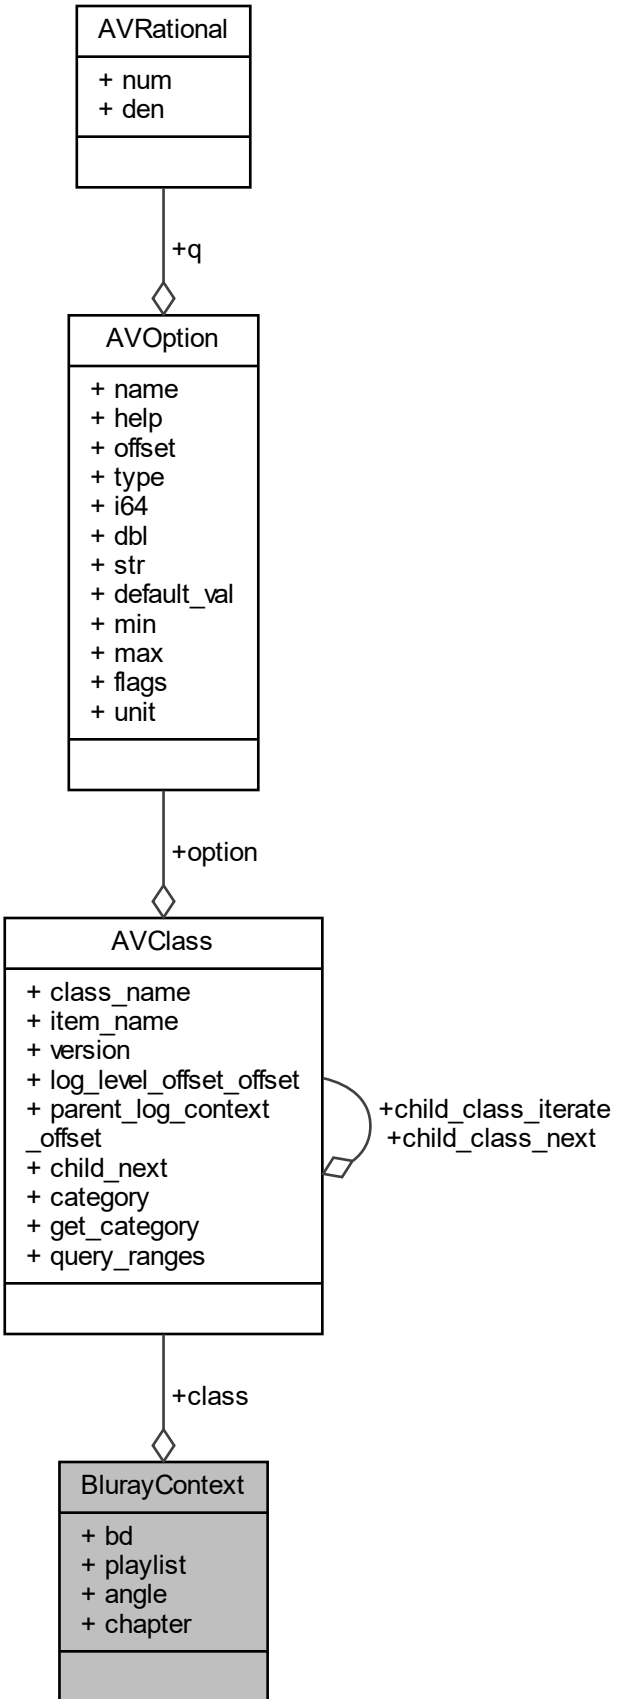 AVRational
+ num
+ den
+q
AVOption
+ name
+ help
+ offset
+ type
+ i64
+ dbl
+ str
+ default_val
+ min
+ max
+ flags
+ unit
+option
AVClass
+ class_name
+ item_name
+ version
+ log_level_offset_offset
+ parent_log_context
_offset
+ child_next
+ category
+ get_category
+ query_ranges
+child_class_iterate
+child_class_next
+class
BlurayContext
+ bd
+ playlist
+ angle
+ chapter